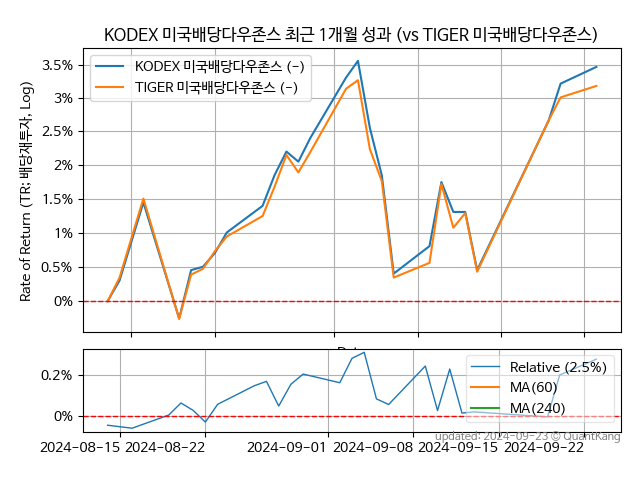 KODEX 미국배당다우존스 최근 1개월 성과 (vs TIGER 미국배당다우존스)
KODEX 미국배당다우존스 (-)
TIGER 미국배당다우존스 (-)
Rate of Return (TR: 배당재투자, Log)
3.5%
3%
2.5%
2%
1.5%
1%
0.5%
0%
0.2%
0%
Relative (2.5%)
MA(60)
MA(240)
updated: 2024-09-23 © QuantKang
2024-08-15 2024-08-22 2024-09-01 2024-09-08 2024-09-15 2024-09-22